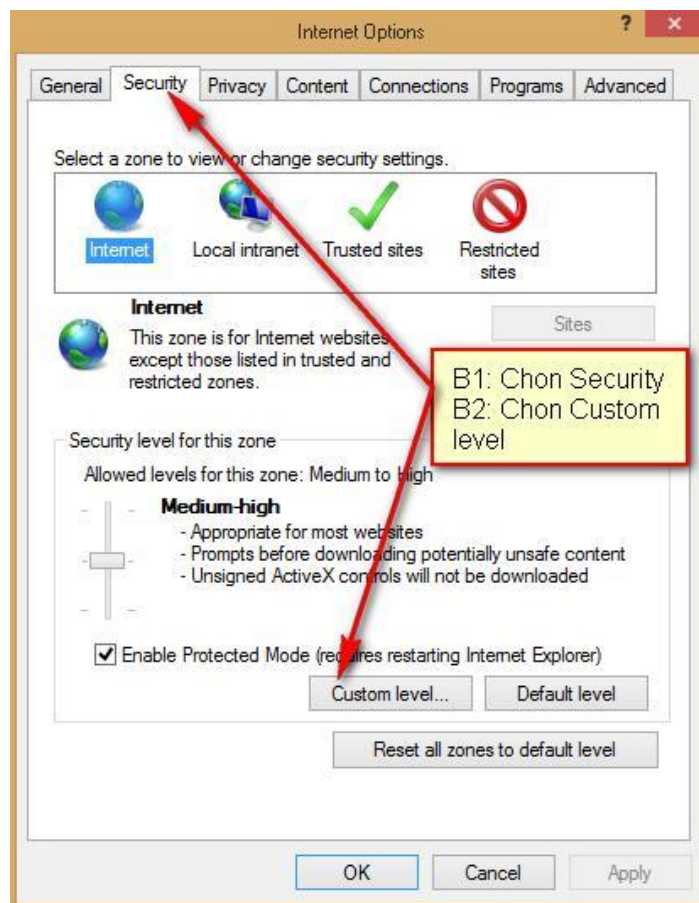 Internet Options
?
General Security Privacy Content Connections Programs Advanced
Select a zone to view or change security settings.
Internet Local intranet Trusted sites Restricted sites
Internet
This zone is for Internet websites,
except those listed in trusted and
restricted zones.
Sites
B1: Chon Security
B2: Chon Custom
level
Security level for this zone
Allowed levels for this zone: Medium to High
Medium-high
- Appropriate for most websites
- Prompts before downloading potentially unsafe content
- Unsigned ActiveX controls will not be downloaded
Enable Protected Mode (requires restarting Internet Explorer)
Custom level... Default level
Reset all zones to default level
OK Cancel Apply